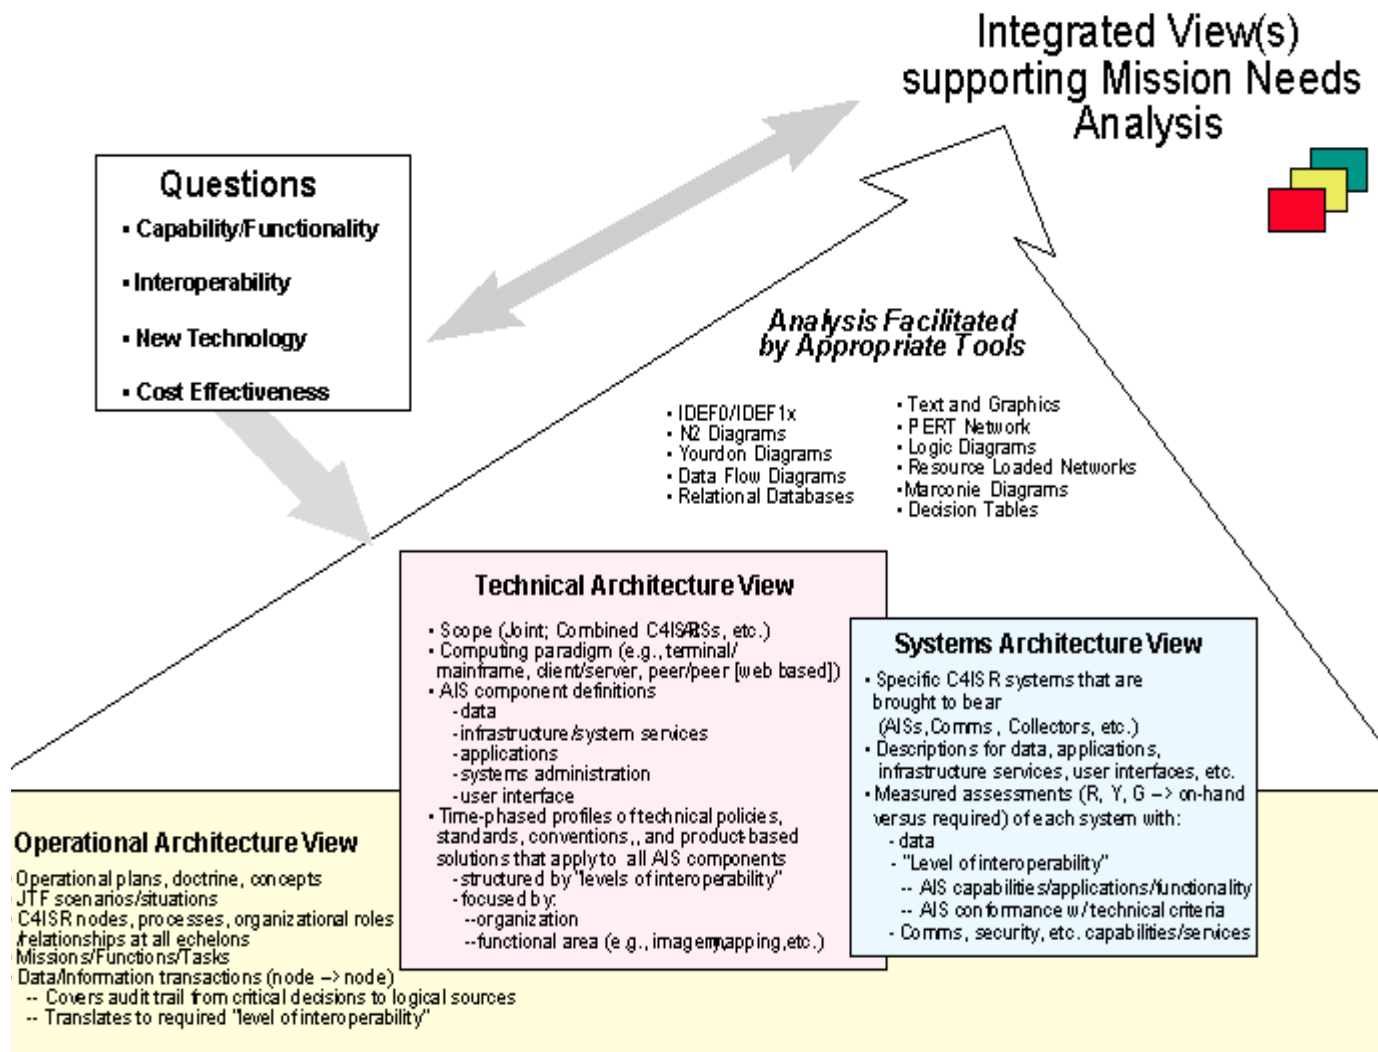 Integrated View(s)
supporting Mission Needs
Analysis
Questions
▪ Capability/Functionality
▪ Interoperability
▪ New Technology
▪ Cost Effectiveness
Analysis Facilitated
by Appropriate Tools
• IDEF0/IDEF1x
• N2 Diagrams
• Yourdon Diagrams
• Data Flow Diagrams
• Relational Databases
• Text and Graphics
• PERT Network
• Logic Diagrams
• Resource Loaded Networks
• Marconie Diagrams
• Decision Tables
Technical Architecture View
• Scope (Joint; Combined C4ISR/AISs, etc.)
• Computing paradigm (e.g., terminal/
mainframe, client/server, peer/peer [web based])
• AIS component definitions
- data
- infrastructure/system services
- applications
- systems administration
- user interface
• Time-phased profiles of technical policies,
standards, conventions,, and product-based
solutions that apply to all AIS components
- structured by "levels of interoperability"
- focused by:
-- organization
-- functional area (e.g., imagery, mapping, etc.)
Systems Architecture View
• Specific C4ISR systems that are
brought to bear
(AISs, Comms, Collectors, etc.)
• Descriptions for data, applications,
infrastructure services, user interfaces, etc.
• Measured assessments (R, Y, G –> on-hand
versus required) of each system with:
- data
- "Level of interoperability"
-- AIS capabilities/applications/functionality
-- AIS conformance w/ technical criteria
- Comms, security, etc. capabilities/services
Operational Architecture View
Operational plans, doctrine, concepts
JTF scenarios/situations
C4ISR nodes, processes, organizational roles
/relationships at all echelons
Missions/Functions/Tasks
Data/Information transactions (node –> node)
-- Covers audit trail from critical decisions to logical sources
-- Translates to required "level of interoperability"